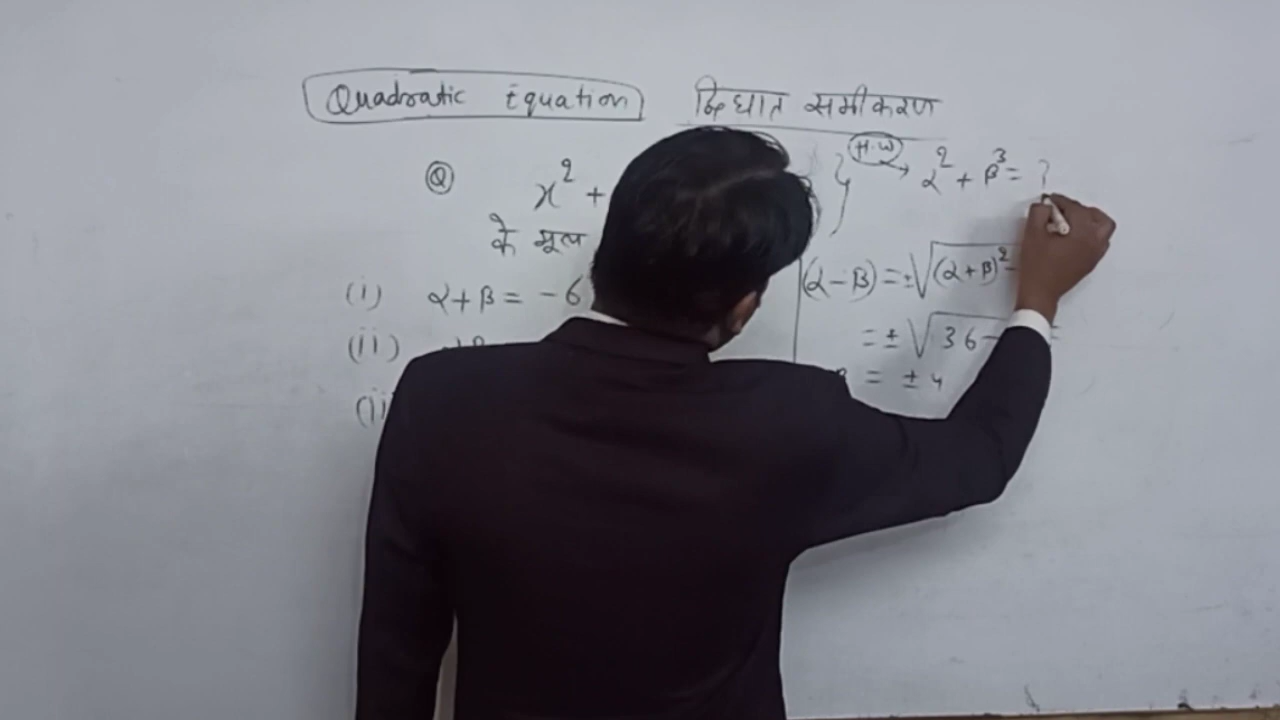 Quadratic Equation द्विघात समीकरण
Q x² +
H.W → α² + β³ = ?
के मूल
(i) α+β = -6
(α-β) = ±√(α+β)² -
(ii)
= ±√36 -
= ± 4